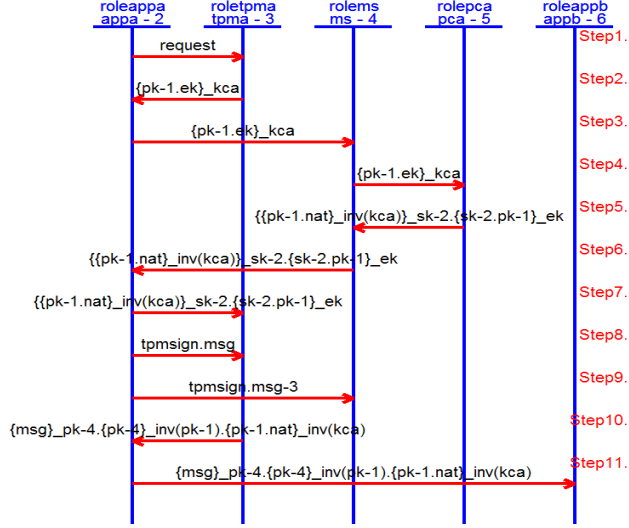 roleappa roletpma rolems rolepca roleappb
appa - 2 tpma - 3 ms - 4 pca - 5 appb - 6
Step1.
request
Step2.
{pk-1.ek}_kca
Step3.
{pk-1.ek}_kca
Step4.
{pk-1.ek}_kca
Step5.
{{pk-1.nat}_inv(kca)}_sk-2.{sk-2.pk-1}_ek
Step6.
{{pk-1.nat}_inv(kca)}_sk-2.{sk-2.pk-1}_ek
Step7.
{{pk-1.nat}_inv(kca)}_sk-2.{sk-2.pk-1}_ek
Step8.
tpmsign.msg
Step9.
tpmsign.msg-3
Step10.
{msg}_pk-4.{pk-4}_inv(pk-1).{pk-1.nat}_inv(kca)
Step11.
{msg}_pk-4.{pk-4}_inv(pk-1).{pk-1.nat}_inv(kca)